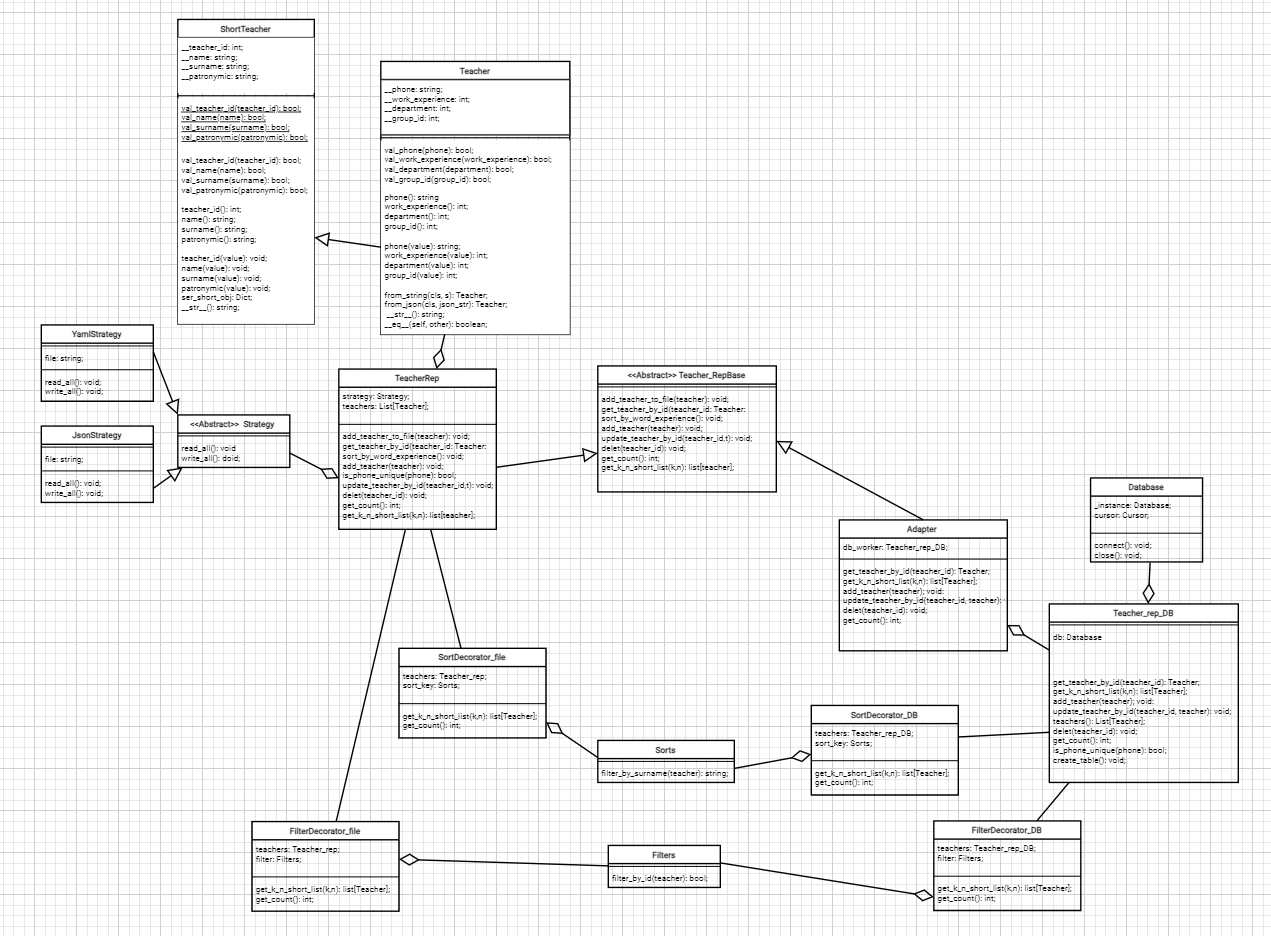 ShortTeacher
__teacher_id: int;
__name: string;
__surname: string;
__patronymic: string;
val_teacher_id(teacher_id): bool;
val_name(name): bool;
val_surname(surname): bool;
val_patronymic(patronymic): bool;
val_teacher_id(teacher_id): bool;
val_name(name): bool;
val_surname(surname): bool;
val_patronymic(patronymic): bool;
teacher_id(): int;
name(): string;
surname(): string;
patronymic(): string;
teacher_id(value): void;
name(value): void;
surname(value): void;
patronymic(value): void;
ser_short_obj: Dict;
__str__(): string;
Teacher
__phone: string;
__work_experience: int;
__department: int;
__group_id: int;
val_phone(phone): bool;
val_work_experience(work_experience): bool;
val_department(department): bool;
val_group_id(group_id): bool;
phone(): string
work_experience(): int;
department(): int;
group_id(): int;
phone(value): string;
work_experience(value): int;
department(value): int;
group_id(value): int;
from_string(cls, s): Teacher;
from_json(cls, json_str): Teacher;
__str__(): string;
__eq__(self, other): boolean;
YamlStrategy
file: string;
read_all(): void;
write_all(): void;
JsonStrategy
file: string;
read_all(): void;
write_all(): void;
<<Abstract>> Strategy
read_all(): void
write_all(): doid;
TeacherRep
strategy: Strategy;
teachers: List[Teacher];
add_teacher_to_file(teacher): void;
get_teacher_by_id(teacher_id: Teacher:
sort_by_word_experience(): void;
add_teacher(teacher): void;
is_phone_unique(phone): bool;
update_teacher_by_id(teacher_id,t): void;
delet(teacher_id): void;
get_count(): int;
get_k_n_short_list(k,n): list[teacher];
<<Abstract>> Teacher_RepBase
add_teacher_to_file(teacher): void;
get_teacher_by_id(teacher_id: Teacher:
sort_by_word_experience(): void;
add_teacher(teacher): void;
update_teacher_by_id(teacher_id,t): void;
delet(teacher_id): void;
get_count(): int;
get_k_n_short_list(k,n): list[teacher];
Adapter
db_worker: Teacher_rep_DB;
get_teacher_by_id(teacher_id): Teacher;
get_k_n_short_list(k,n): list[Teacher];
add_teacher(teacher); void:
update_teacher_by_id(teacher_id, teacher):
delet(teacher_id): void;
get_count(): int;
Database
_instance: Database;
cursor: Cursor;
connect(): void;
close(): void;
Teacher_rep_DB
db: Database
get_teacher_by_id(teacher_id): Teacher;
get_k_n_short_list(k,n): list[Teacher];
add_teacher(teacher); void:
update_teacher_by_id(teacher_id, teacher): void;
teachers(): List[Teacher];
delet(teacher_id): void;
get_count(): int;
is_phone_unique(phone): bool;
create_table(): void;
SortDecorator_file
teachers: Teacher_rep;
sort_key: Sorts;
get_k_n_short_list(k,n): list[Teacher];
get_count(): int;
Sorts
filter_by_surname(teacher): string;
SortDecorator_DB
teachers: Teacher_rep_DB;
sort_key: Sorts;
get_k_n_short_list(k,n): list[Teacher];
get_count(): int;
FilterDecorator_file
teachers: Teacher_rep;
filter: Filters;
get_k_n_short_list(k,n): list[Teacher];
get_count(): int;
Filters
filter_by_id(teacher): bool;
FilterDecorator_DB
teachers: Teacher_rep_DB;
filter: Filters;
get_k_n_short_list(k,n): list[Teacher];
get_count(): int;